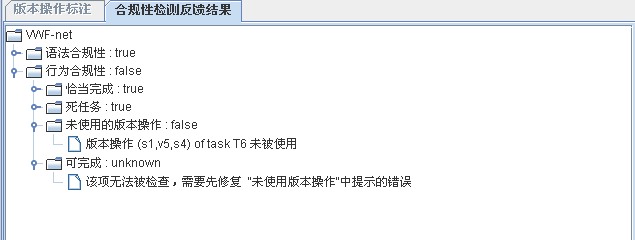 版本操作标注
合规性检测反馈结果
VWF-net
语法合规性 : true
行为合规性 : false
恰当完成 : true
死任务 : true
未使用的版本操作 : false
版本操作 (s1,v5,s4) of task T6 未被使用
可完成 : unknown
该项无法被检查，需要先修复 "未使用版本操作"中提示的错误